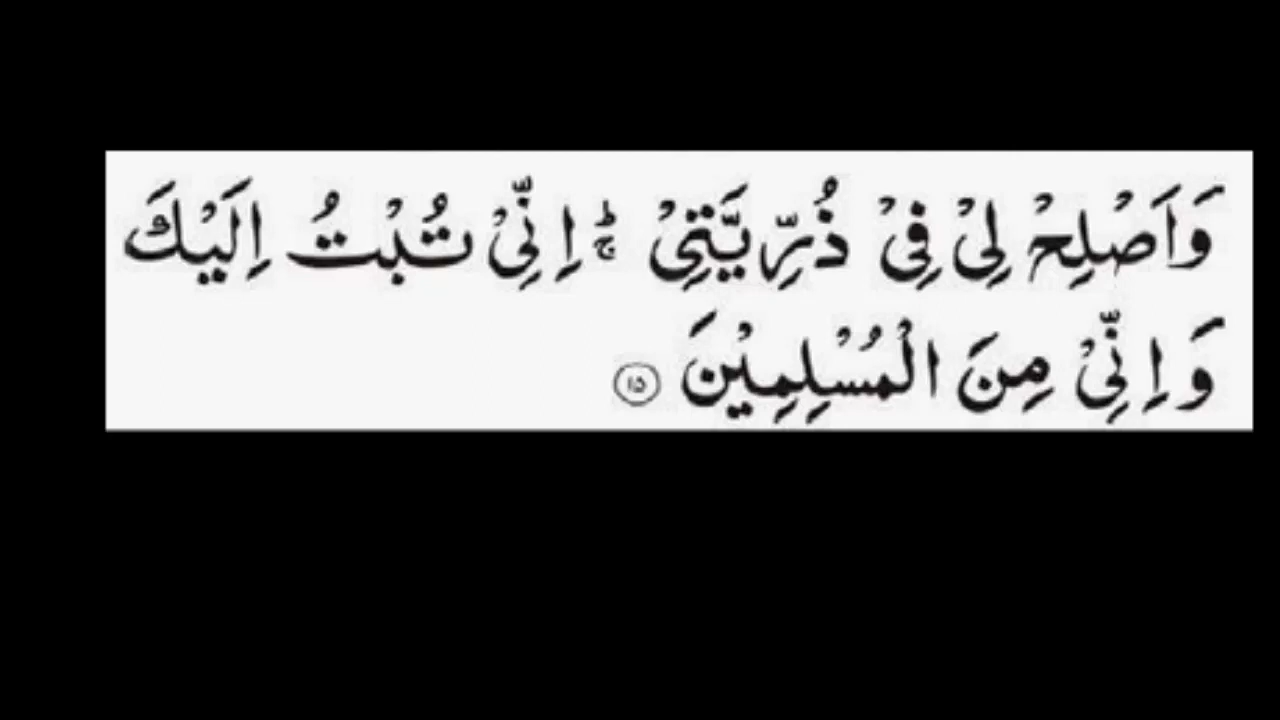 وَاَصْلِحْ لِیْ فِیْ ذُرِّیَّتِیْ ۚؕ اِنِّیْ تُبْتُ اِلَیْكَ
وَ اِنِّیْ مِنَ الْمُسْلِمِیْنَ ۱۵